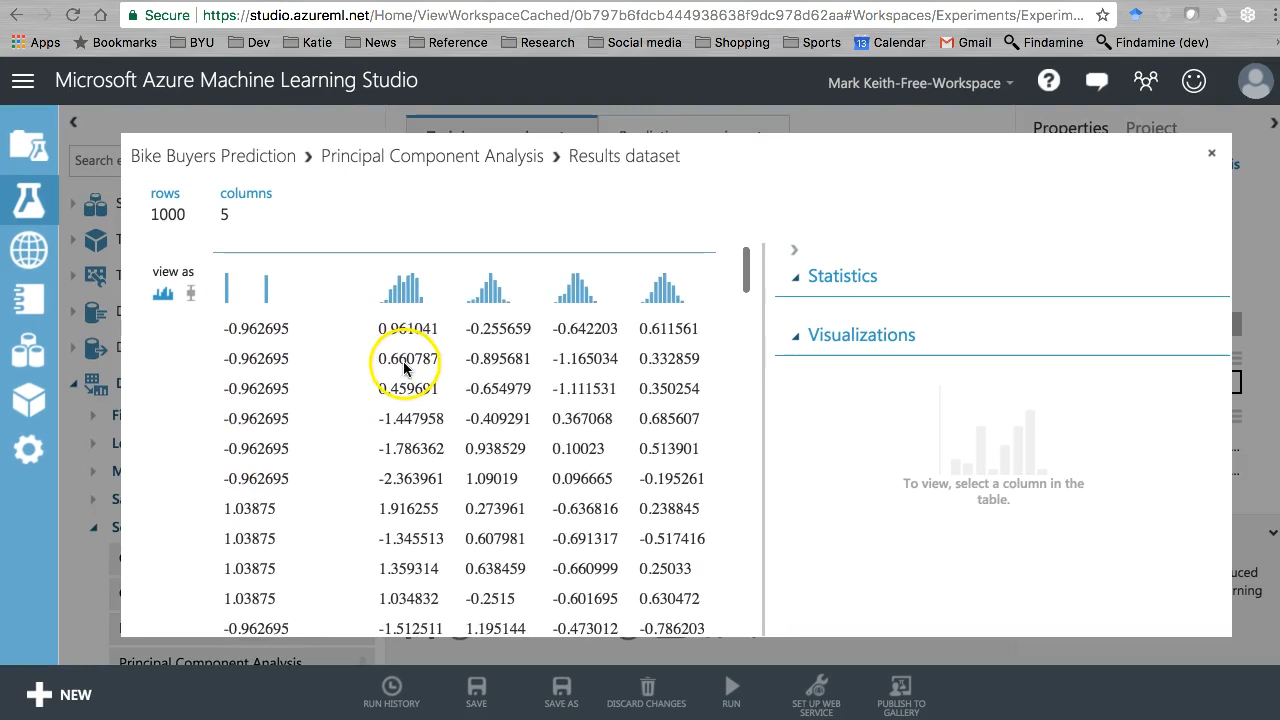 Secure https://studio.azureml.net/Home/ViewWorkspaceCached/0b797b6fdcb444938638f9dc978d62aa#Workspaces/Experiments/Experim...
Apps Bookmarks BYU Dev Katie News Reference Research Social media Shopping Sports 13 Calendar Gmail Findamine Findamine (dev)
Microsoft Azure Machine Learning Studio Mark Keith-Free-Workspace
Properties Project
Search e
Bike Buyers Prediction › Principal Component Analysis › Results dataset
rows columns
1000 5
view as
Statistics
Visualizations
To view, select a column in the
table.
-0.962695 0.961041 -0.255659 -0.642203 0.611561
-0.962695 0.660787 -0.895681 -1.165034 0.332859
-0.962695 0.459691 -0.654979 -1.111531 0.350254
-0.962695 -1.447958 -0.409291 0.367068 0.685607
-0.962695 -1.786362 0.938529 0.10023 0.513901
-0.962695 -2.363961 1.09019 0.096665 -0.195261
1.03875 1.916255 0.273961 -0.636816 0.238845
1.03875 -1.345513 0.607981 -0.691317 -0.517416
1.03875 1.359314 0.638459 -0.660999 0.25033
1.03875 1.034832 -0.2515 -0.601695 0.630472
-0.962695 -1.512511 1.195144 -0.473012 -0.786203
Principal Component Analysis
NEW
RUN HISTORY
SAVE
SAVE AS
DISCARD CHANGES
RUN
SET UP WEB
SERVICE
PUBLISH TO
GALLERY